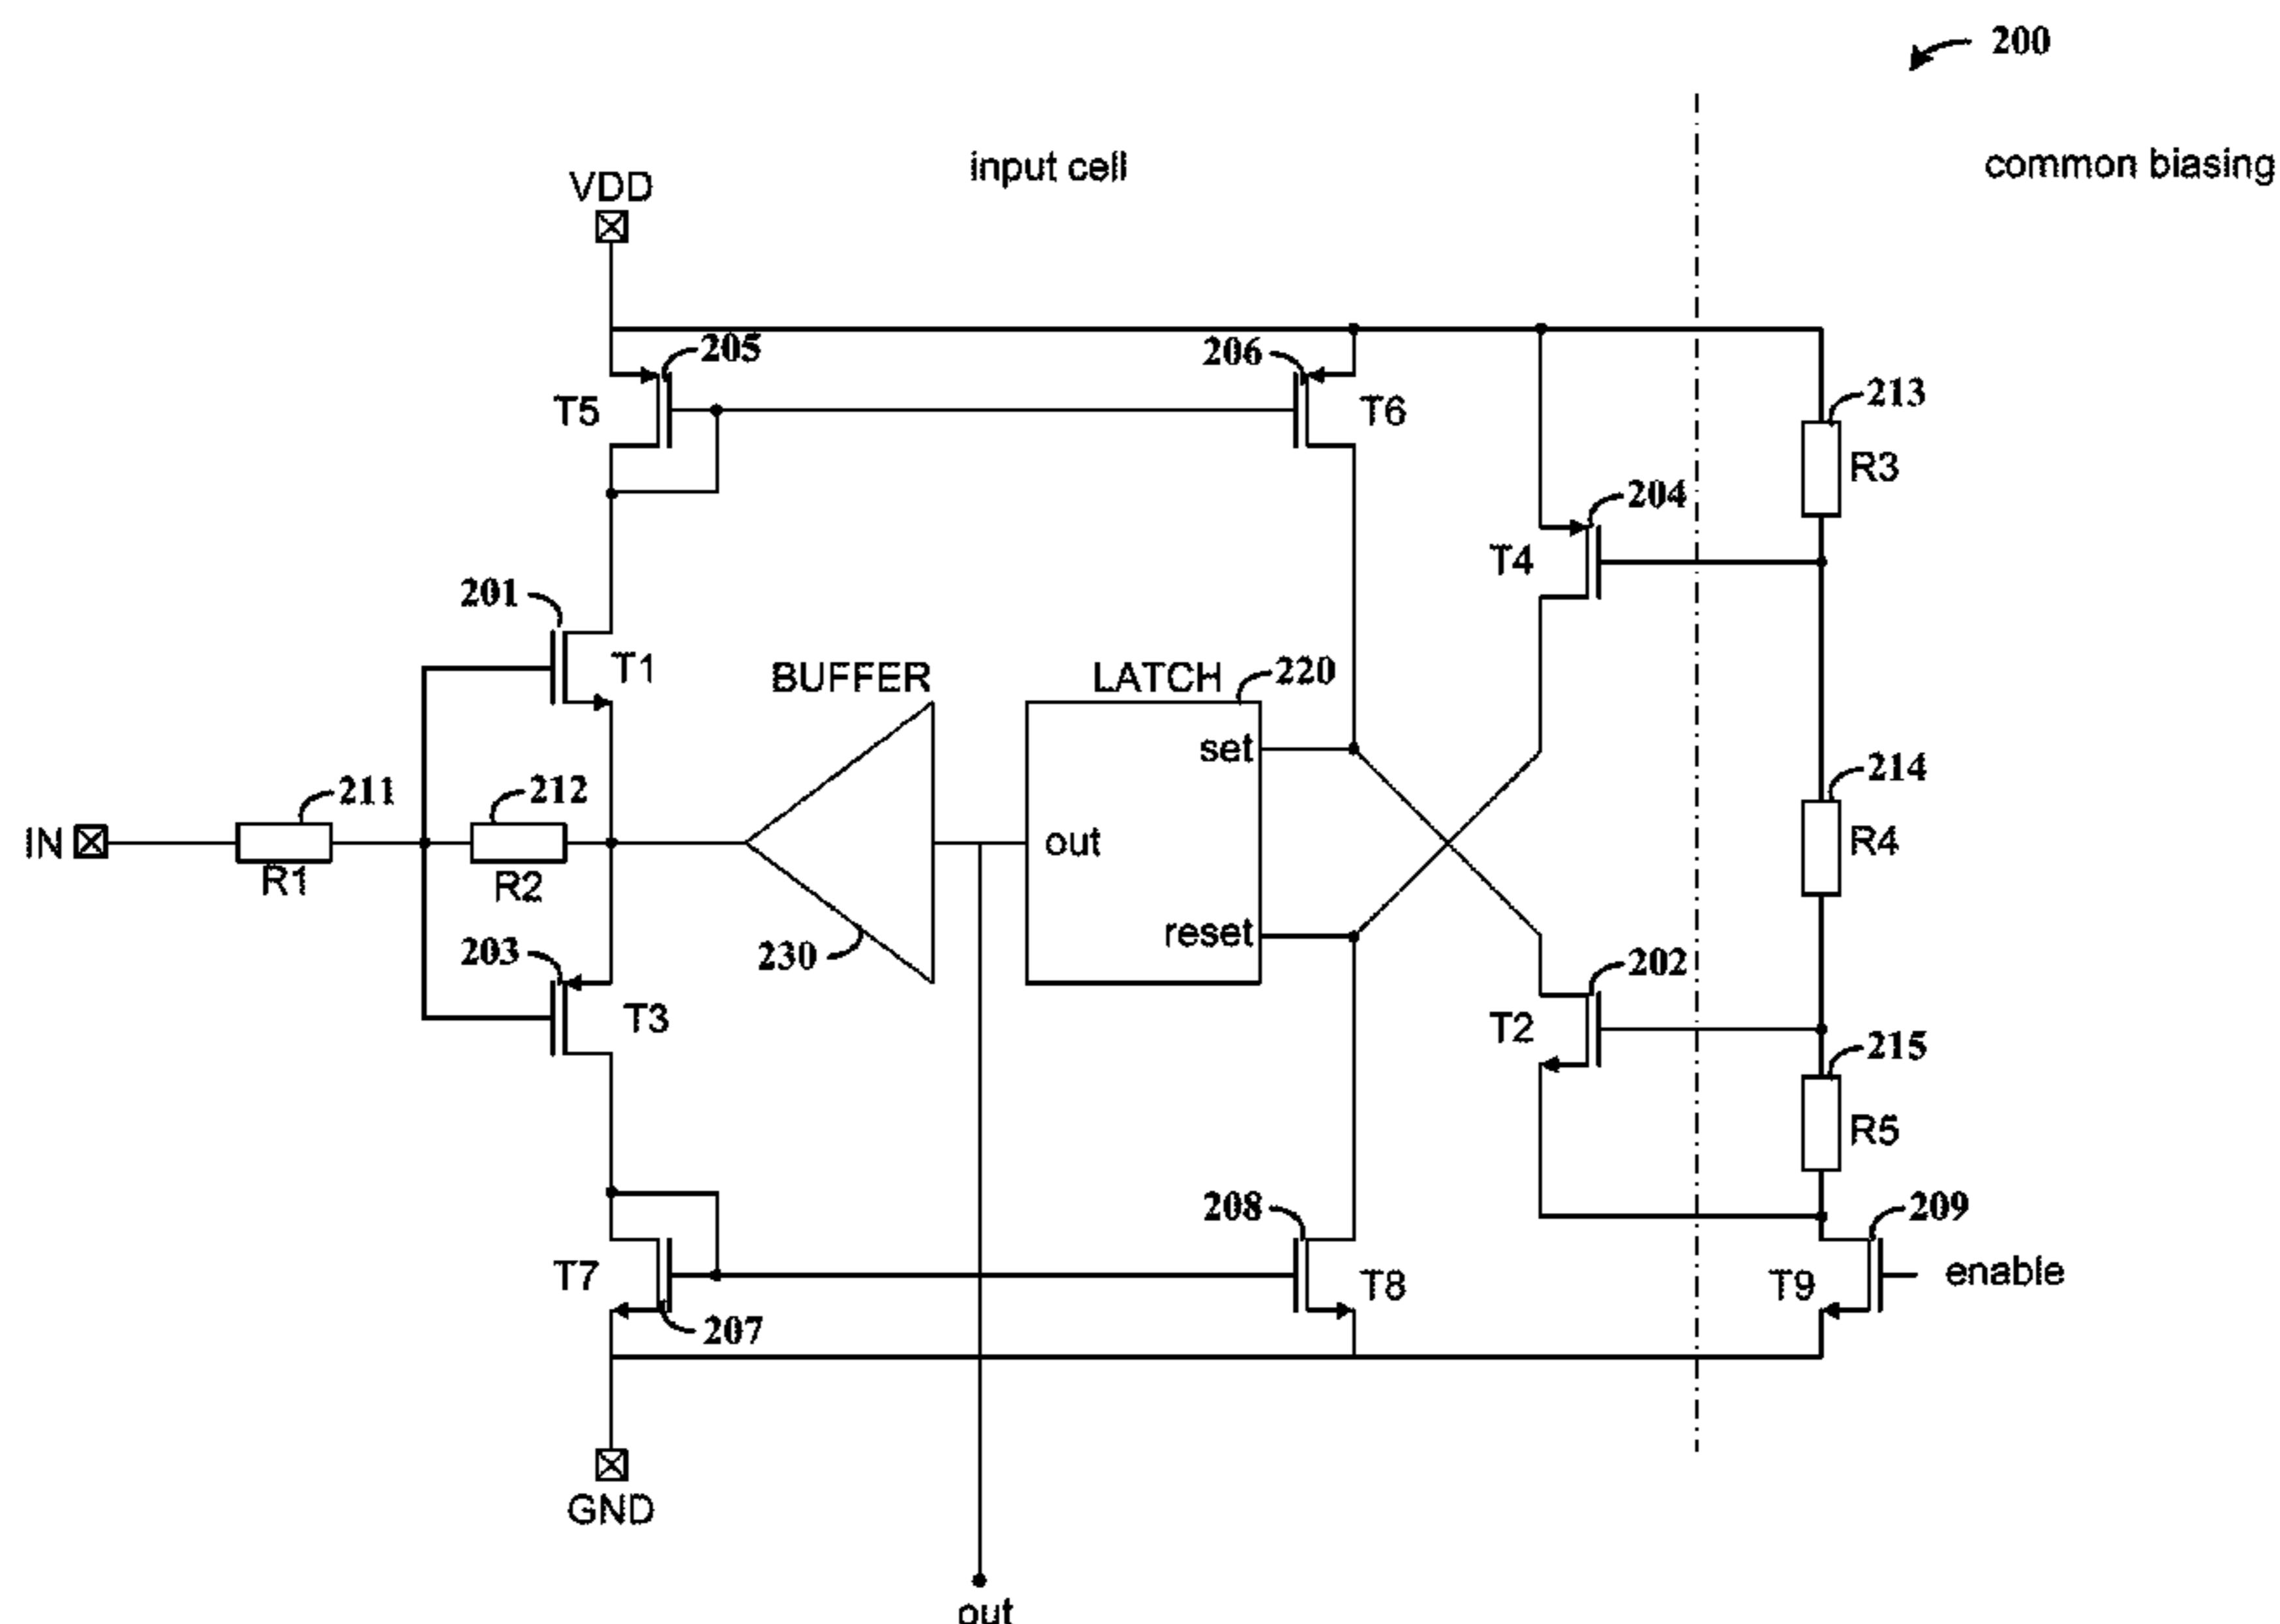 200
input cell
common biasing
VDD
205
206
213
T5
T6
R3
204
T4
201
T1
BUFFER
LATCH
220
set
214
211
212
IN
out
R4
R1
R2
reset
203
230
202
T3
T2
215
R5
208
209
T7
T8
T9
enable
207
GND
out